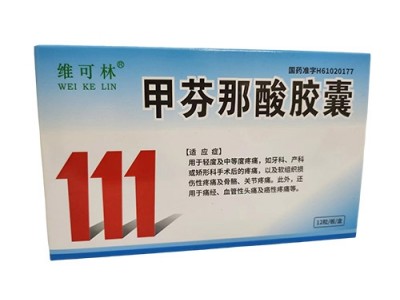 维可林®
WEI KE LIN
国药准字H61020177
甲芬那酸胶囊
【适应症】
用于轻度及中等度疼痛，如牙科、产科
或矫形科手术后的疼痛，以及软组织损
伤性疼痛及骨骼、关节疼痛。此外，还
用于痛经、血管性头痛及癌性疼痛等。
111
12粒/板/盒